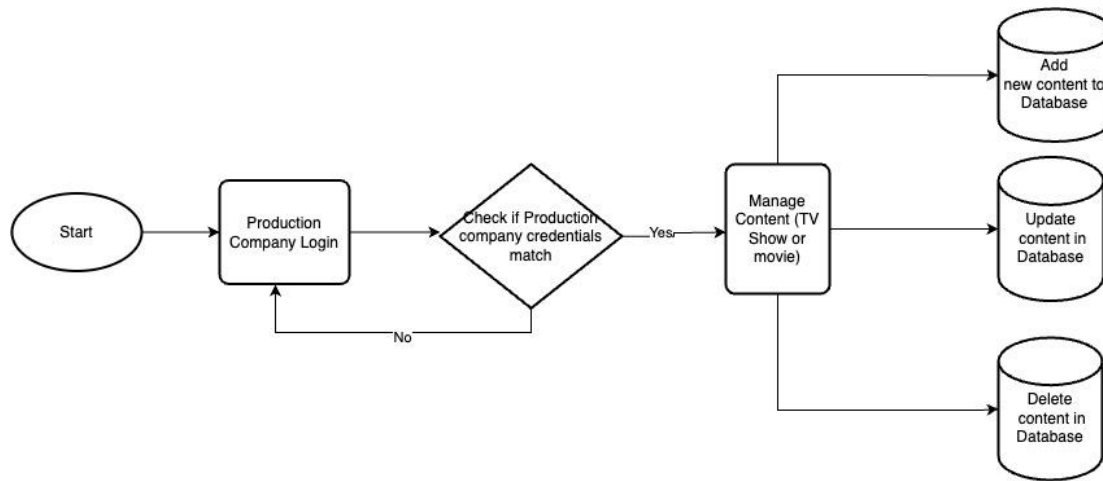 Start
Production
Company Login
Check if Production
company credentials
match
Yes
No
Manage
Content (TV
Show or
movie)
Add
new content to
Database
Update
content in
Database
Delete
content in
Database